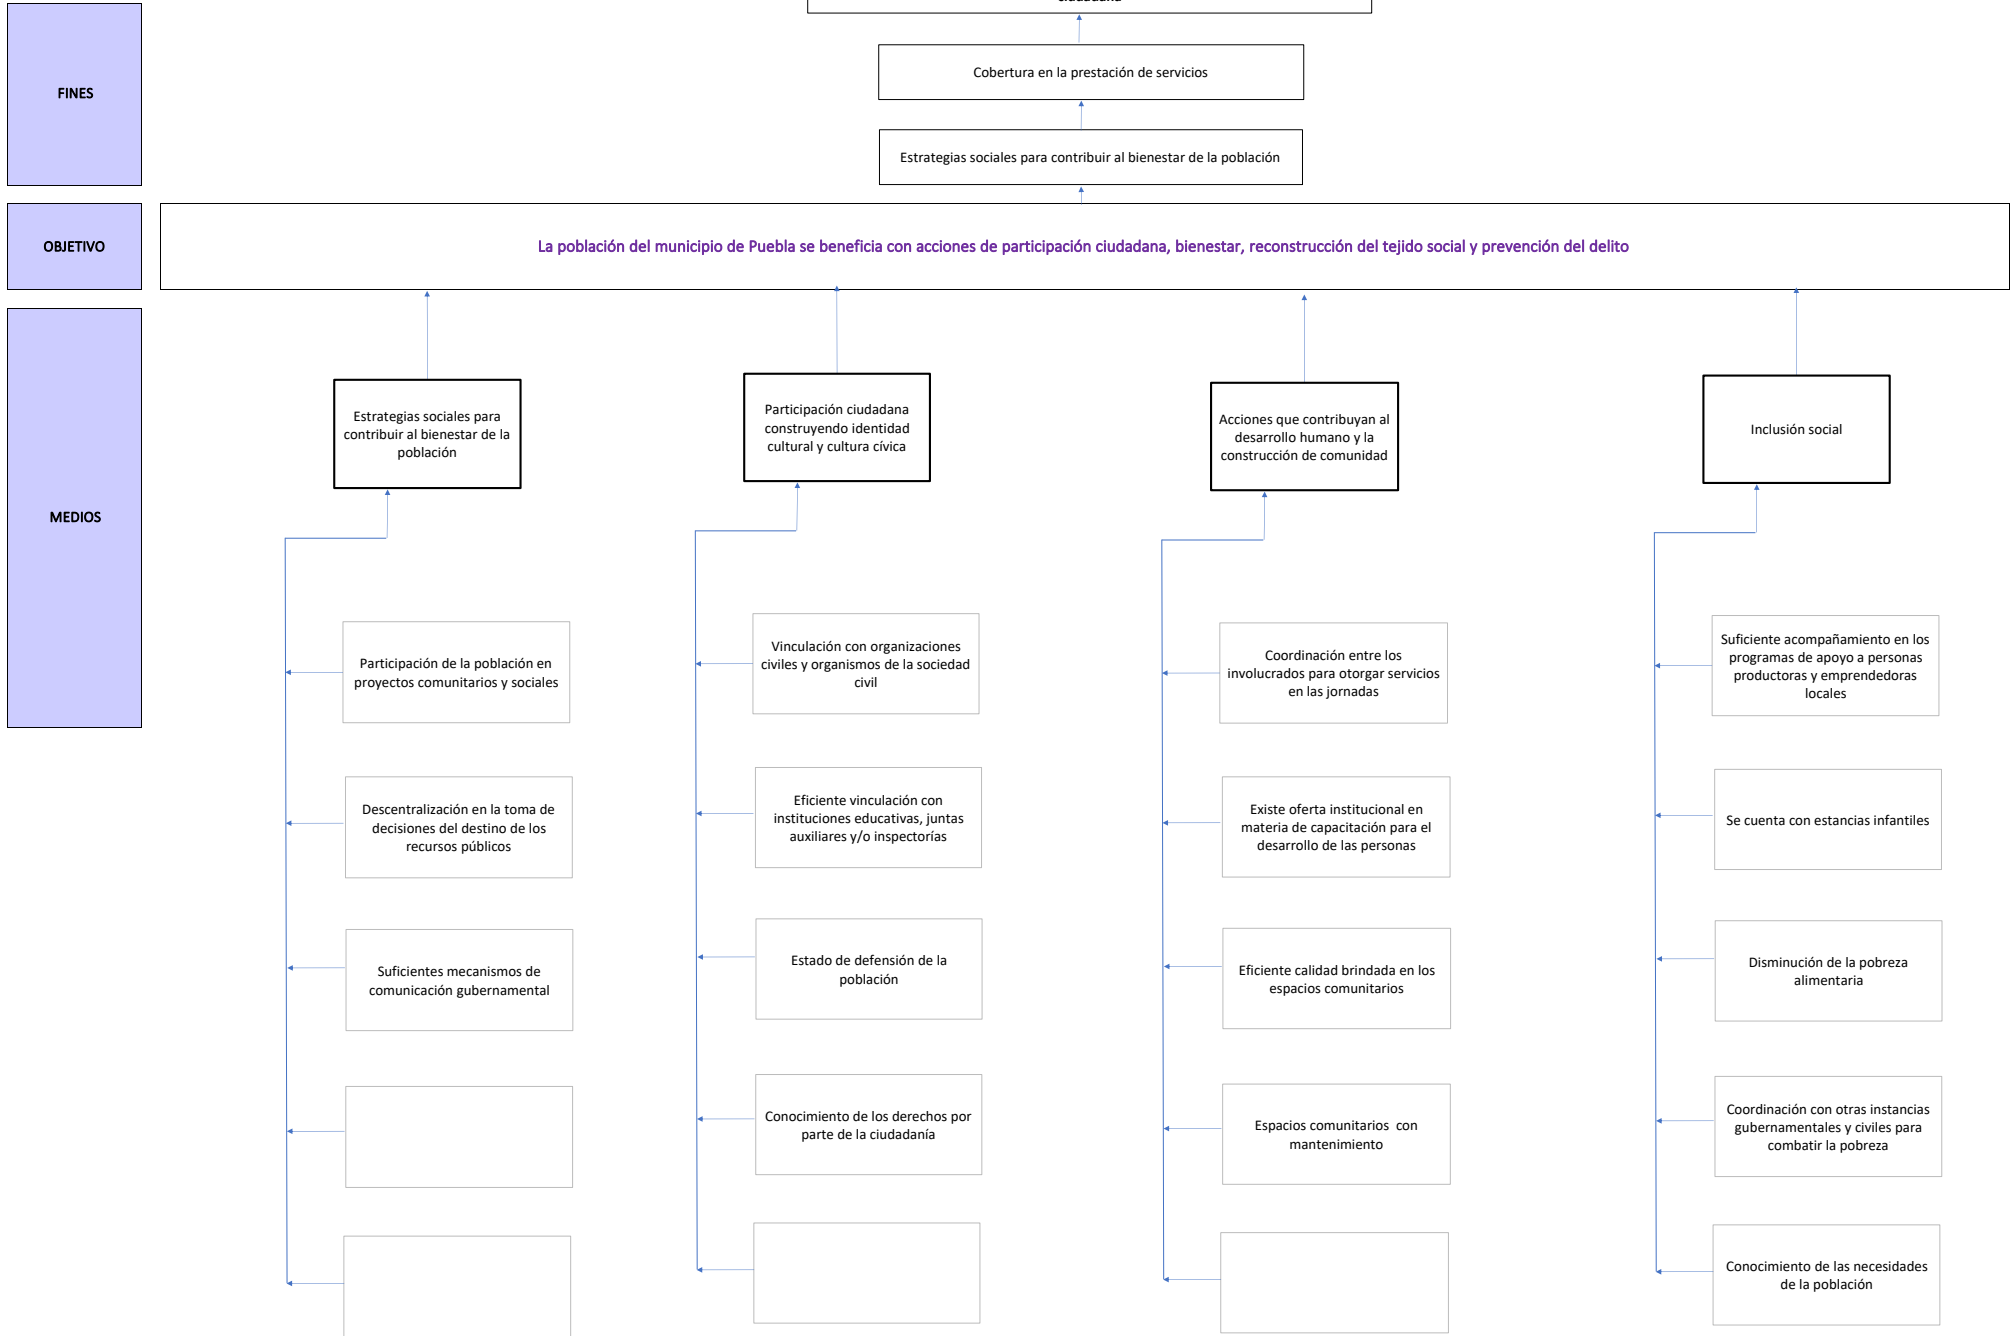 FINES
Cobertura en la prestación de servicios
Estrategias sociales para contribuir al bienestar de la población
OBJETIVO
La población del municipio de Puebla se beneficia con acciones de participación ciudadana, bienestar, reconstrucción del tejido social y prevención del delito
MEDIOS
Estrategias sociales para
contribuir al bienestar de la
población
Participación de la población en
proyectos comunitarios y sociales
Descentralización en la toma de
decisiones del destino de los
recursos públicos
Suficientes mecanismos de
comunicación gubernamental
Participación ciudadana
construyendo identidad
cultural y cultura cívica
Vinculación con organizaciones
civiles y organismos de la sociedad
civil
Eficiente vinculación con
instituciones educativas, juntas
auxiliares y/o inspectorías
Estado de defensión de la
población
Conocimiento de los derechos por
parte de la ciudadanía
Acciones que contribuyan al
desarrollo humano y la
construcción de comunidad
Coordinación entre los
involucrados para otorgar servicios
en las jornadas
Existe oferta institucional en
materia de capacitación para el
desarrollo de las personas
Eficiente calidad brindada en los
espacios comunitarios
Espacios comunitarios con
mantenimiento
Inclusión social
Suficiente acompañamiento en los
programas de apoyo a personas
productoras y emprendedoras
locales
Se cuenta con estancias infantiles
Disminución de la pobreza
alimentaria
Coordinación con otras instancias
gubernamentales y civiles para
combatir la pobreza
Conocimiento de las necesidades
de la población